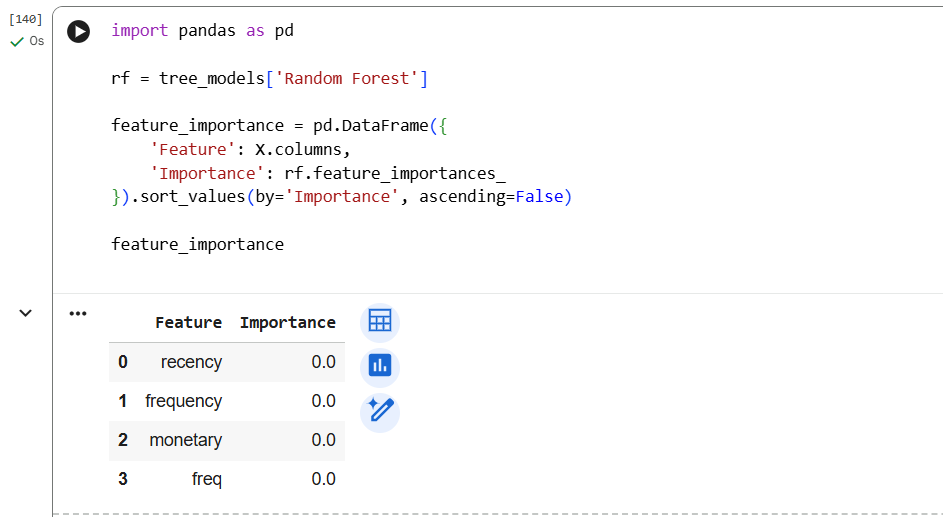 [140]
0s
import pandas as pd
rf = tree_models['Random Forest']
feature_importance = pd.DataFrame({
    'Feature': X.columns,
    'Importance': rf.feature_importances_
}).sort_values(by='Importance', ascending=False)
feature_importance
Feature Importance
0 recency 0.0
1 frequency 0.0
2 monetary 0.0
3 freq 0.0